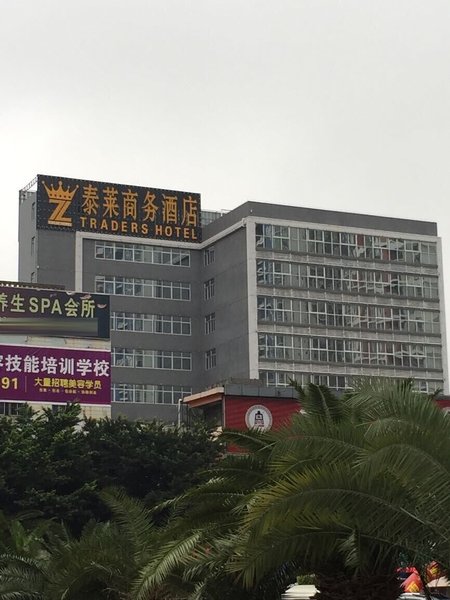 Z
泰莱商务酒店
TRADERS HOTEL
养生SPA会所
技能培训学校
91
大量招聘美容学员